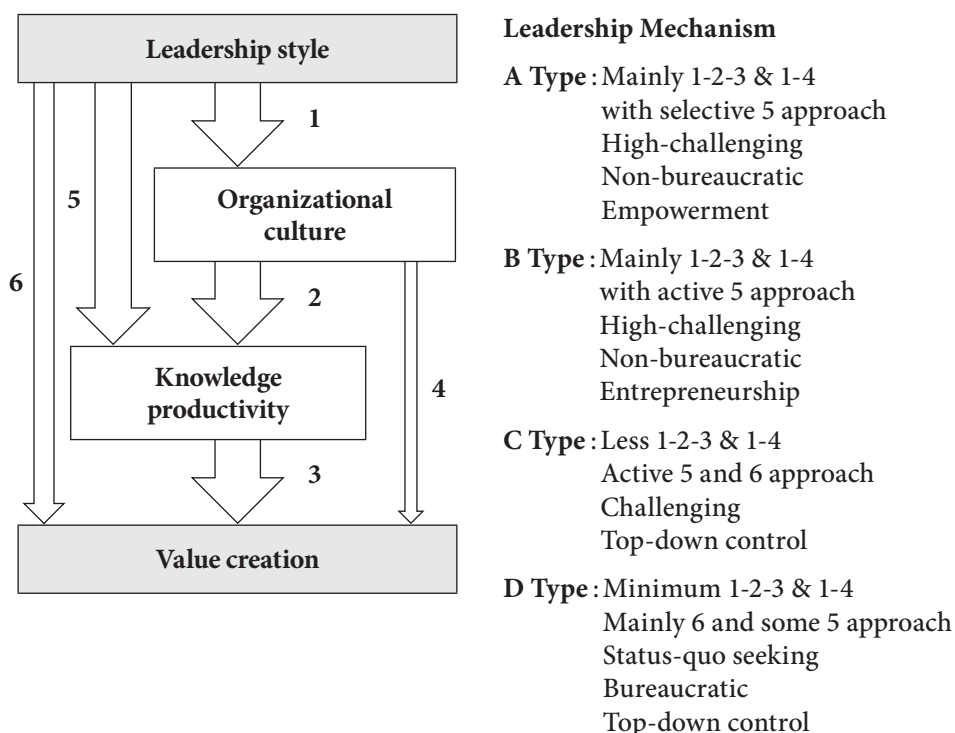 Leadership style
1
5
Organizational
culture
6
2
Knowledge
productivity
4
3
Value creation
Leadership Mechanism
A Type : Mainly 1-2-3 & 1-4
with selective 5 approach
High-challenging
Non-bureaucratic
Empowerment
B Type : Mainly 1-2-3 & 1-4
with active 5 approach
High-challenging
Non-bureaucratic
Entrepreneurship
C Type : Less 1-2-3 & 1-4
Active 5 and 6 approach
Challenging
Top-down control
D Type : Minimum 1-2-3 & 1-4
Mainly 6 and some 5 approach
Status-quo seeking
Bureaucratic
Top-down control